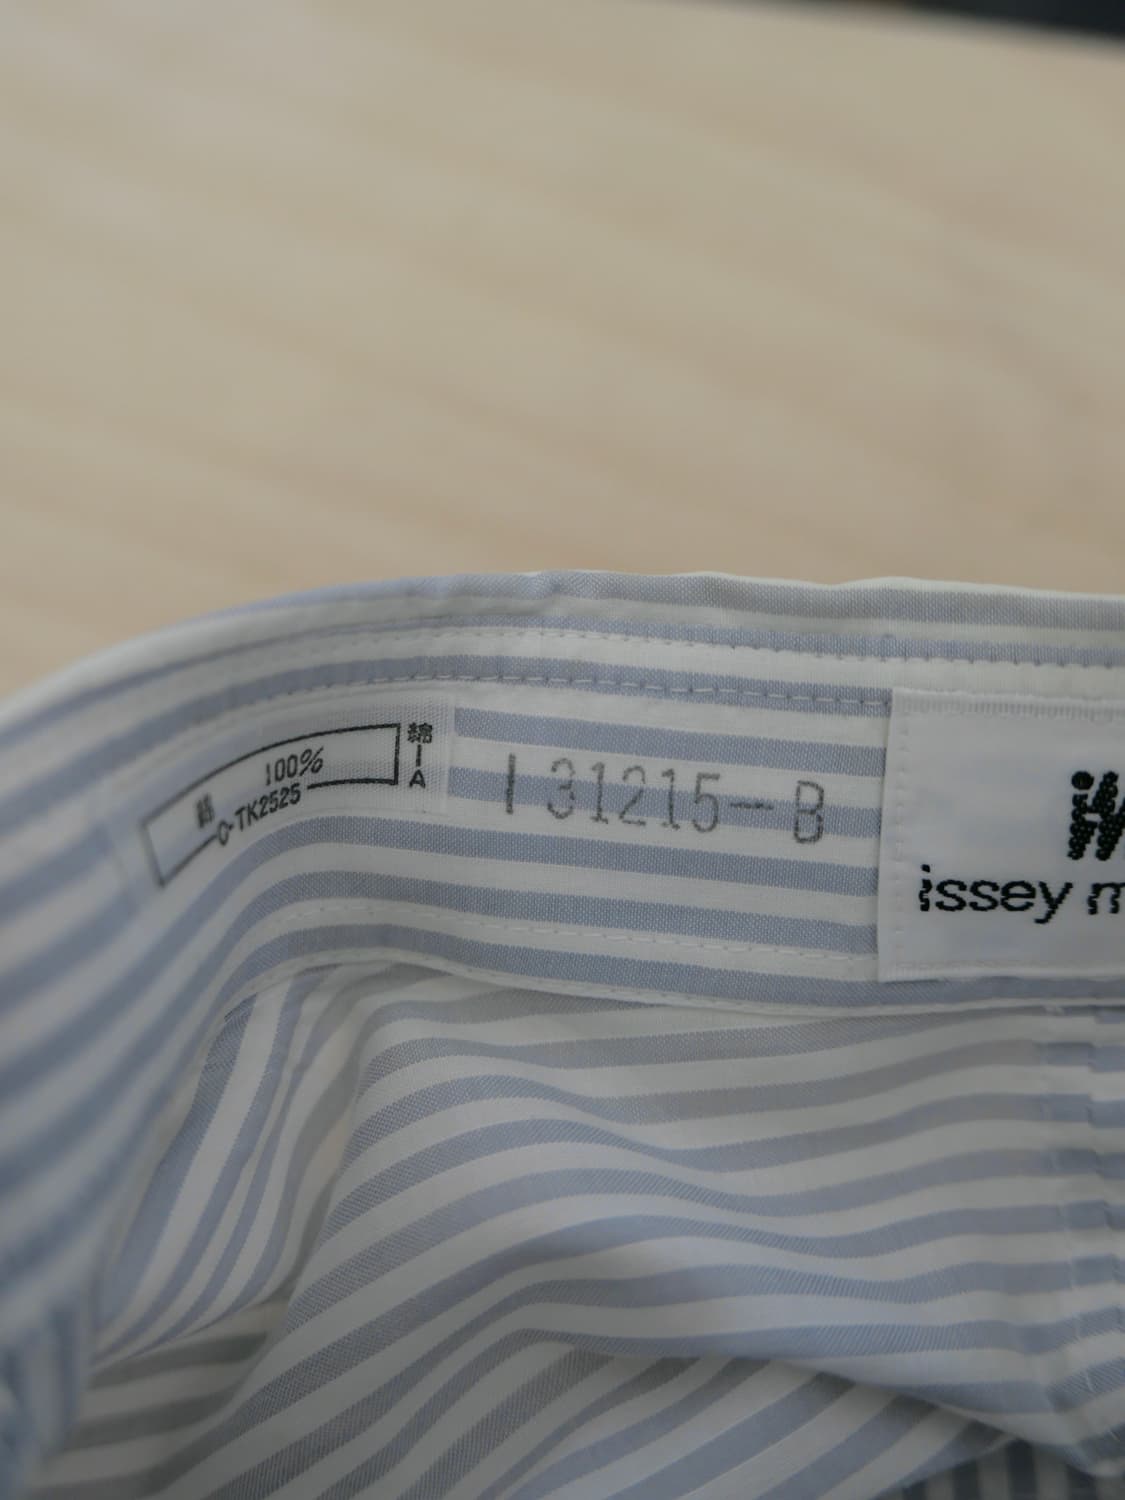 綿 100%
O-TK2525
綿-A
I 31215-B
issey m